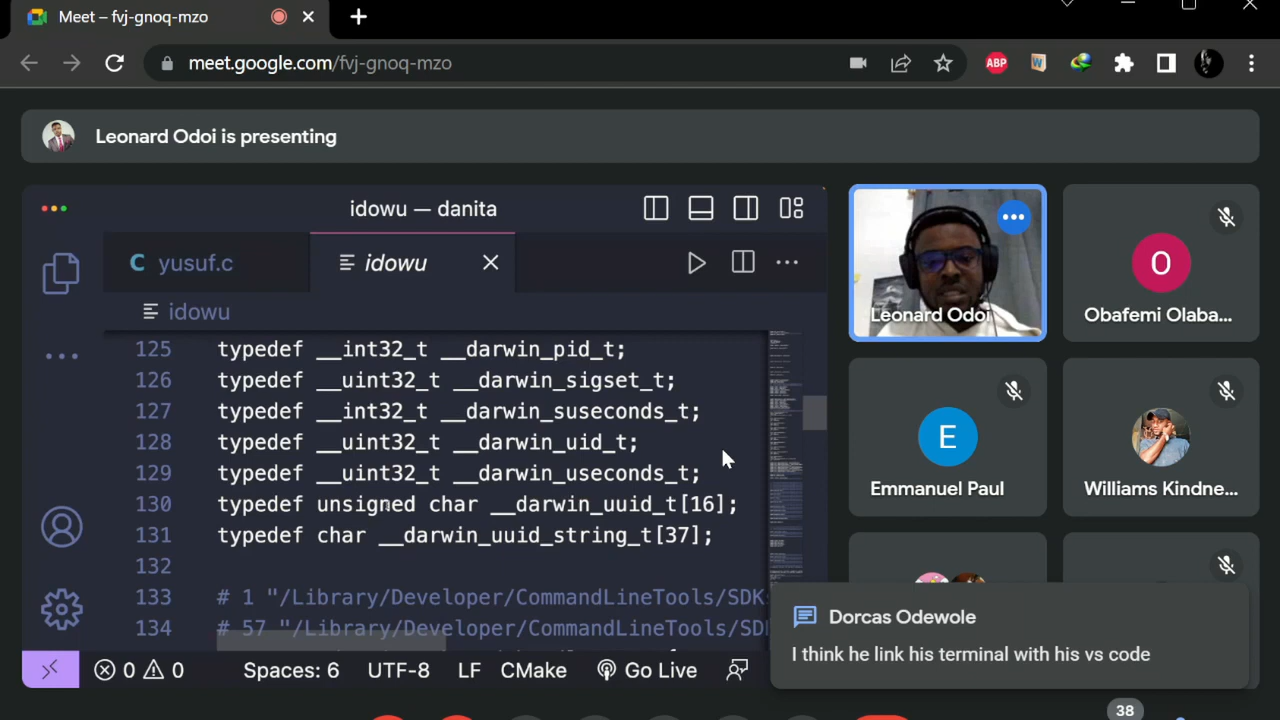 Meet – fvj-gnoq-mzo
meet.google.com/fvj-gnoq-mzo
ABP
Leonard Odoi is presenting
idowu — danita
C yusuf.c
idowu
idowu
125 typedef __int32_t __darwin_pid_t;
126 typedef __uint32_t __darwin_sigset_t;
127 typedef __int32_t __darwin_suseconds_t;
128 typedef __uint32_t __darwin_uid_t;
129 typedef __uint32_t __darwin_useconds_t;
130 typedef unsigned char __darwin_uuid_t[16];
131 typedef char __darwin_uuid_string_t[37];
132
133 # 1 "/Library/Developer/CommandLineTools/SDK
134 # 57 "/Library/Developer/CommandLineTools/SD
0 0 Spaces: 6 UTF-8 LF CMake Go Live
Leonard Odoi
O
Obafemi Olaba...
E
Emmanuel Paul
Williams Kindne...
Dorcas Odewole
I think he link his terminal with his vs code
38